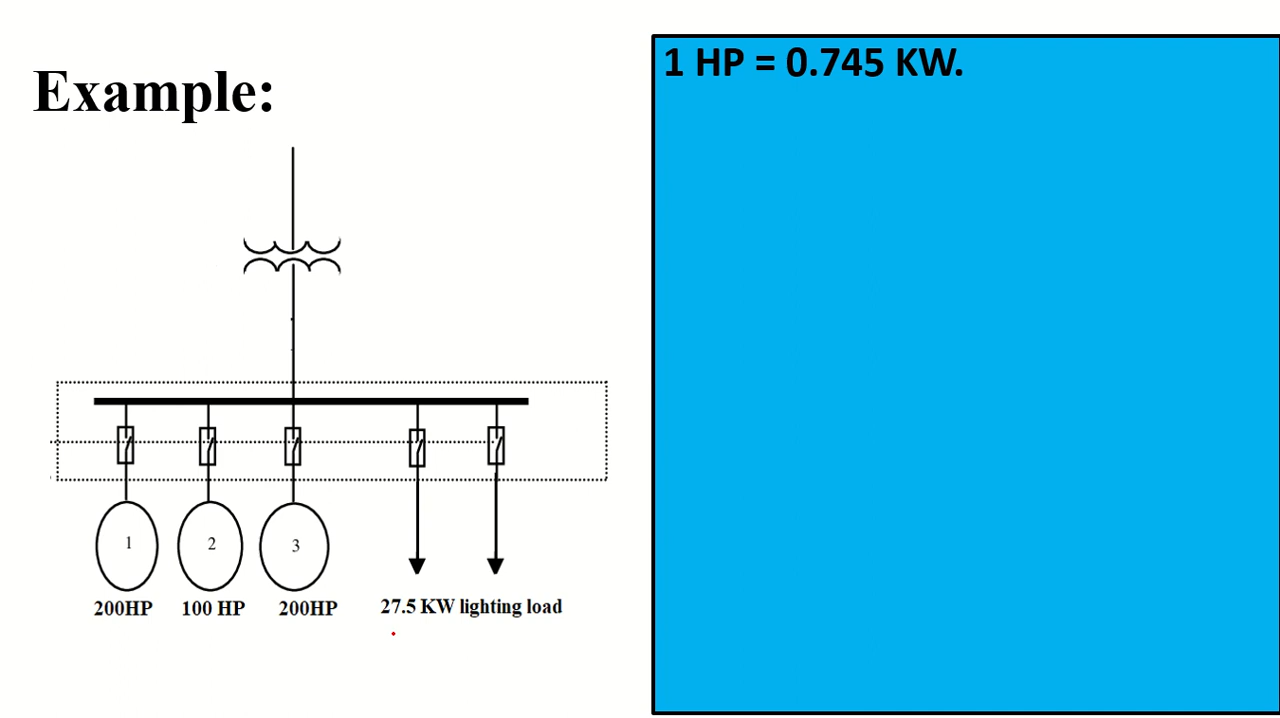 Example:
1 HP = 0.745 KW.
1
2
3
200HP
100 HP
200HP
27.5 KW lighting load